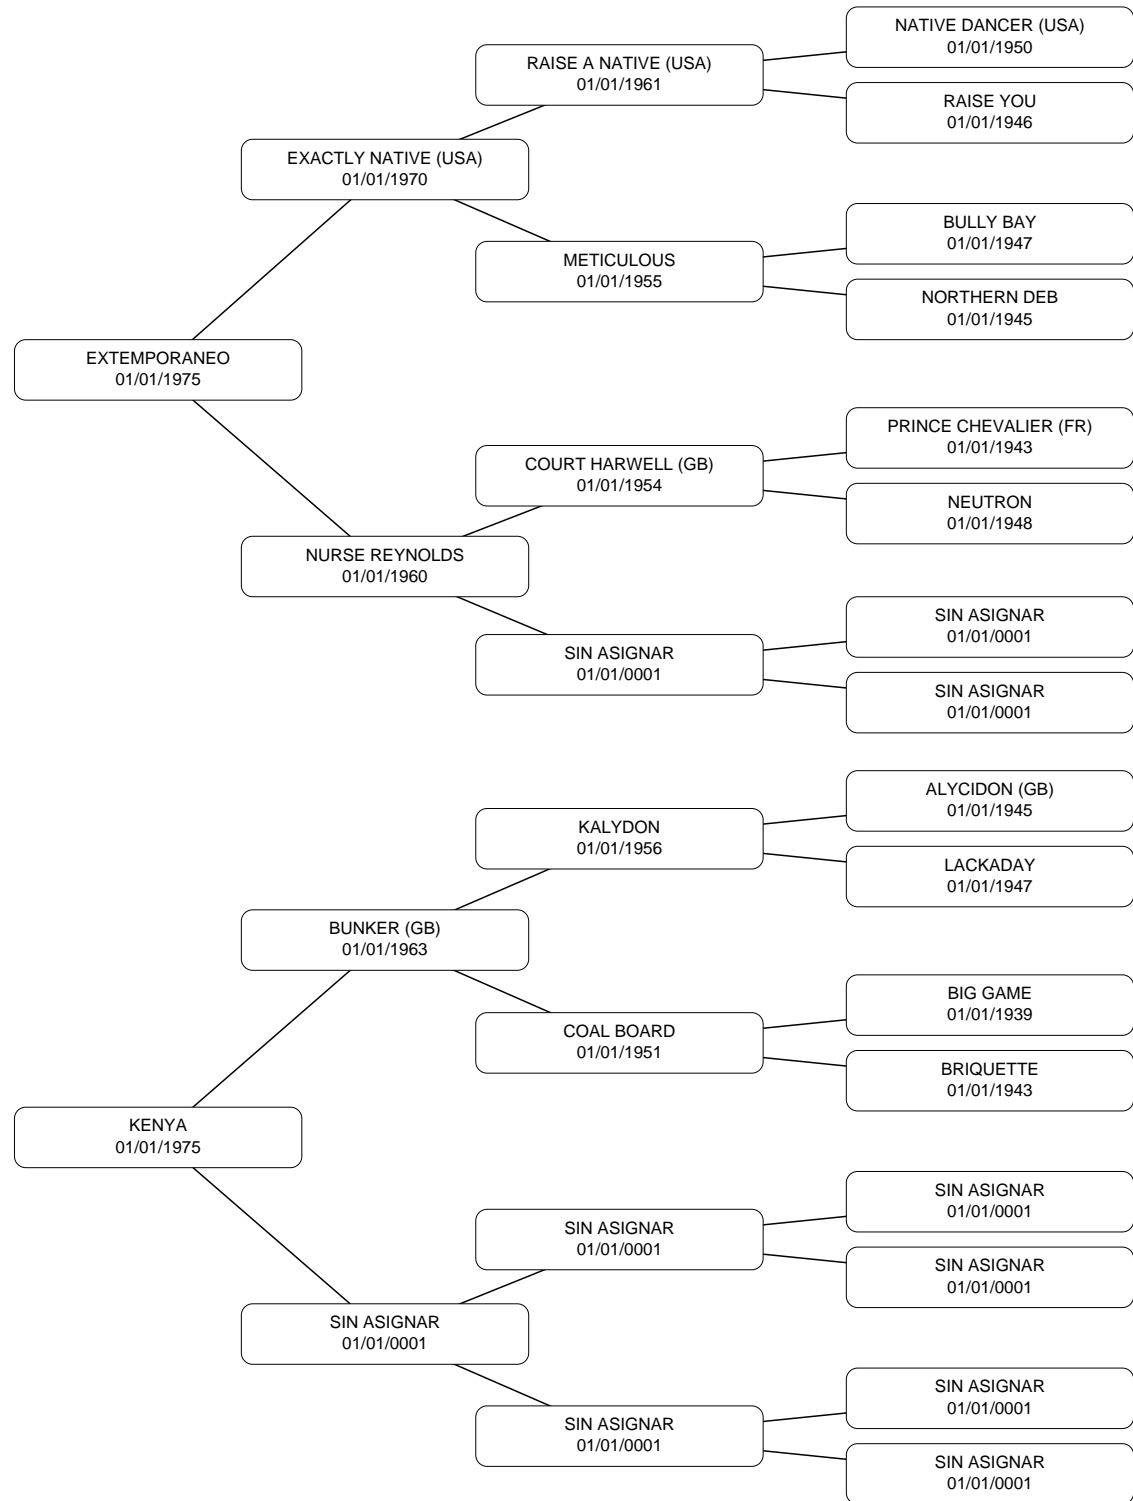 NATIVE DANCER (USA)
01/01/1950
RAISE A NATIVE (USA)
01/01/1961
RAISE YOU
01/01/1946
EXACTLY NATIVE (USA)
01/01/1970
BULLY BAY
01/01/1947
METICULOUS
01/01/1955
NORTHERN DEB
01/01/1945
EXTEMPORANEO
01/01/1975
PRINCE CHEVALIER (FR)
01/01/1943
COURT HARWELL (GB)
01/01/1954
NEUTRON
01/01/1948
NURSE REYNOLDS
01/01/1960
SIN ASIGNAR
01/01/0001
SIN ASIGNAR
01/01/0001
SIN ASIGNAR
01/01/0001
ALYCIDON (GB)
01/01/1945
KALYDON
01/01/1956
LACKADAY
01/01/1947
BUNKER (GB)
01/01/1963
BIG GAME
01/01/1939
COAL BOARD
01/01/1951
BRIQUETTE
01/01/1943
KENYA
01/01/1975
SIN ASIGNAR
01/01/0001
SIN ASIGNAR
01/01/0001
SIN ASIGNAR
01/01/0001
SIN ASIGNAR
01/01/0001
SIN ASIGNAR
01/01/0001
SIN ASIGNAR
01/01/0001
SIN ASIGNAR
01/01/0001